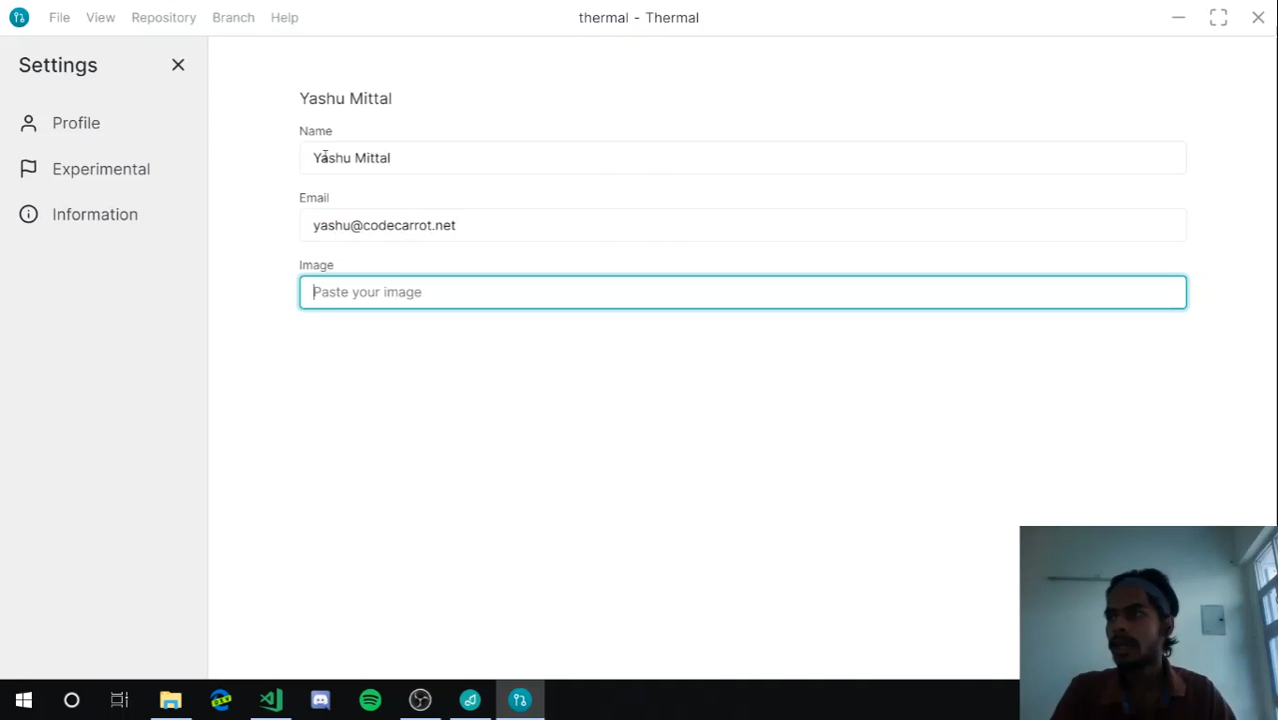 File View Repository Branch Help thermal - Thermal
Settings
Profile
Experimental
Information
Yashu Mittal
Name
Yashu Mittal
Email
yashu@codecarrot.net
Image
Paste your image
DEV